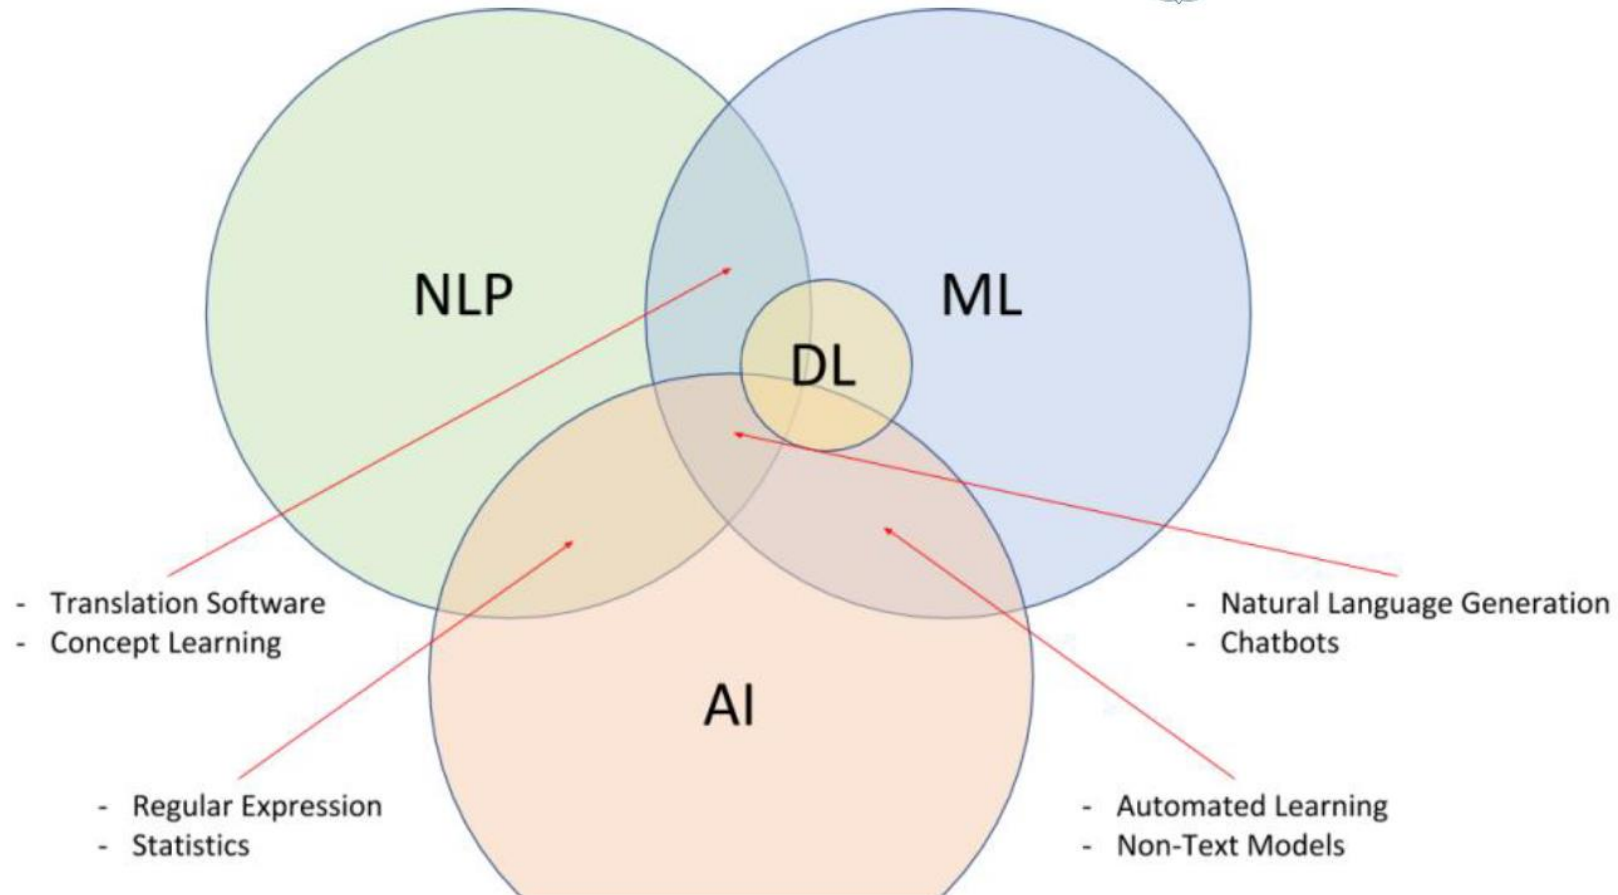 NLP
ML
DL
- Translation Software
- Concept Learning
- Natural Language Generation
- Chatbots
AI
- Regular Expression
- Statistics
- Automated Learning
- Non-Text Models